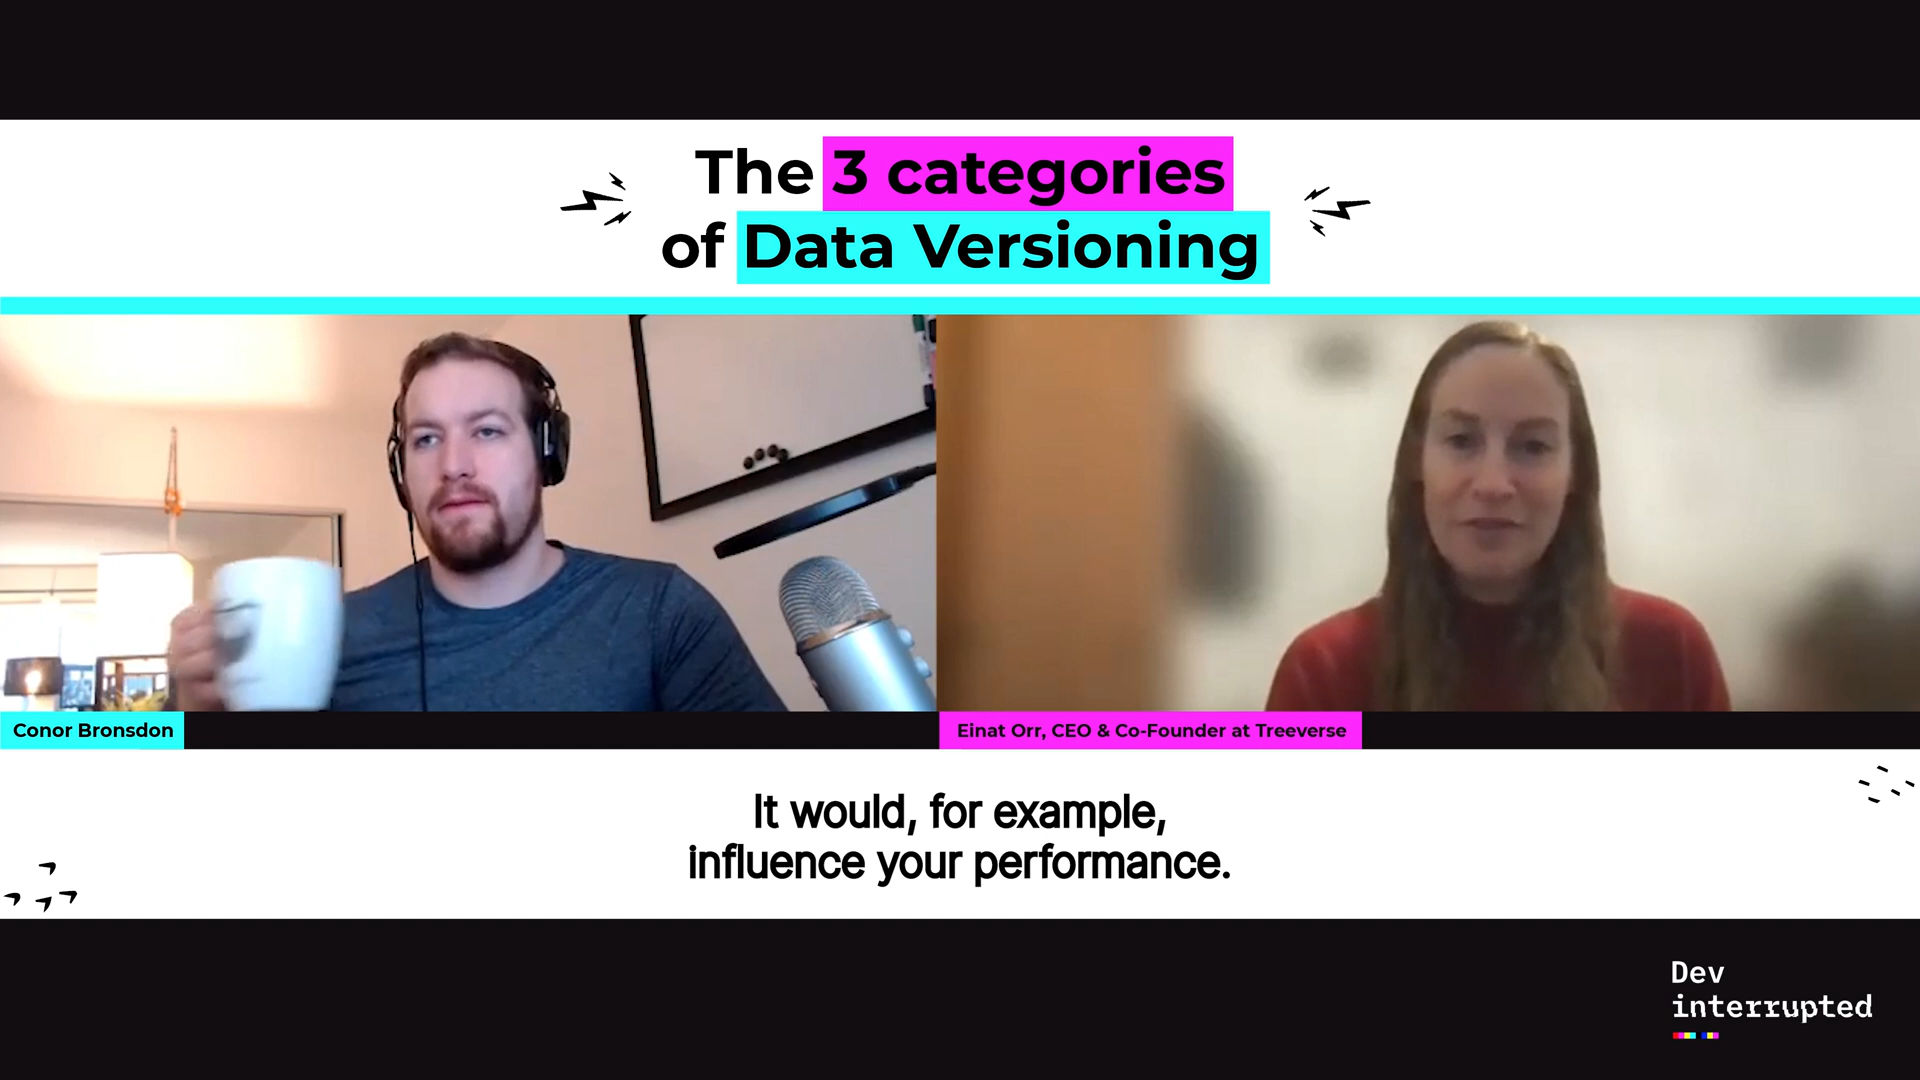 The 3 categories
of Data Versioning
Conor Bronsdon
Einat Orr, CEO & Co-Founder at Treeverse
It would, for example,
influence your performance.
Dev
interrupted